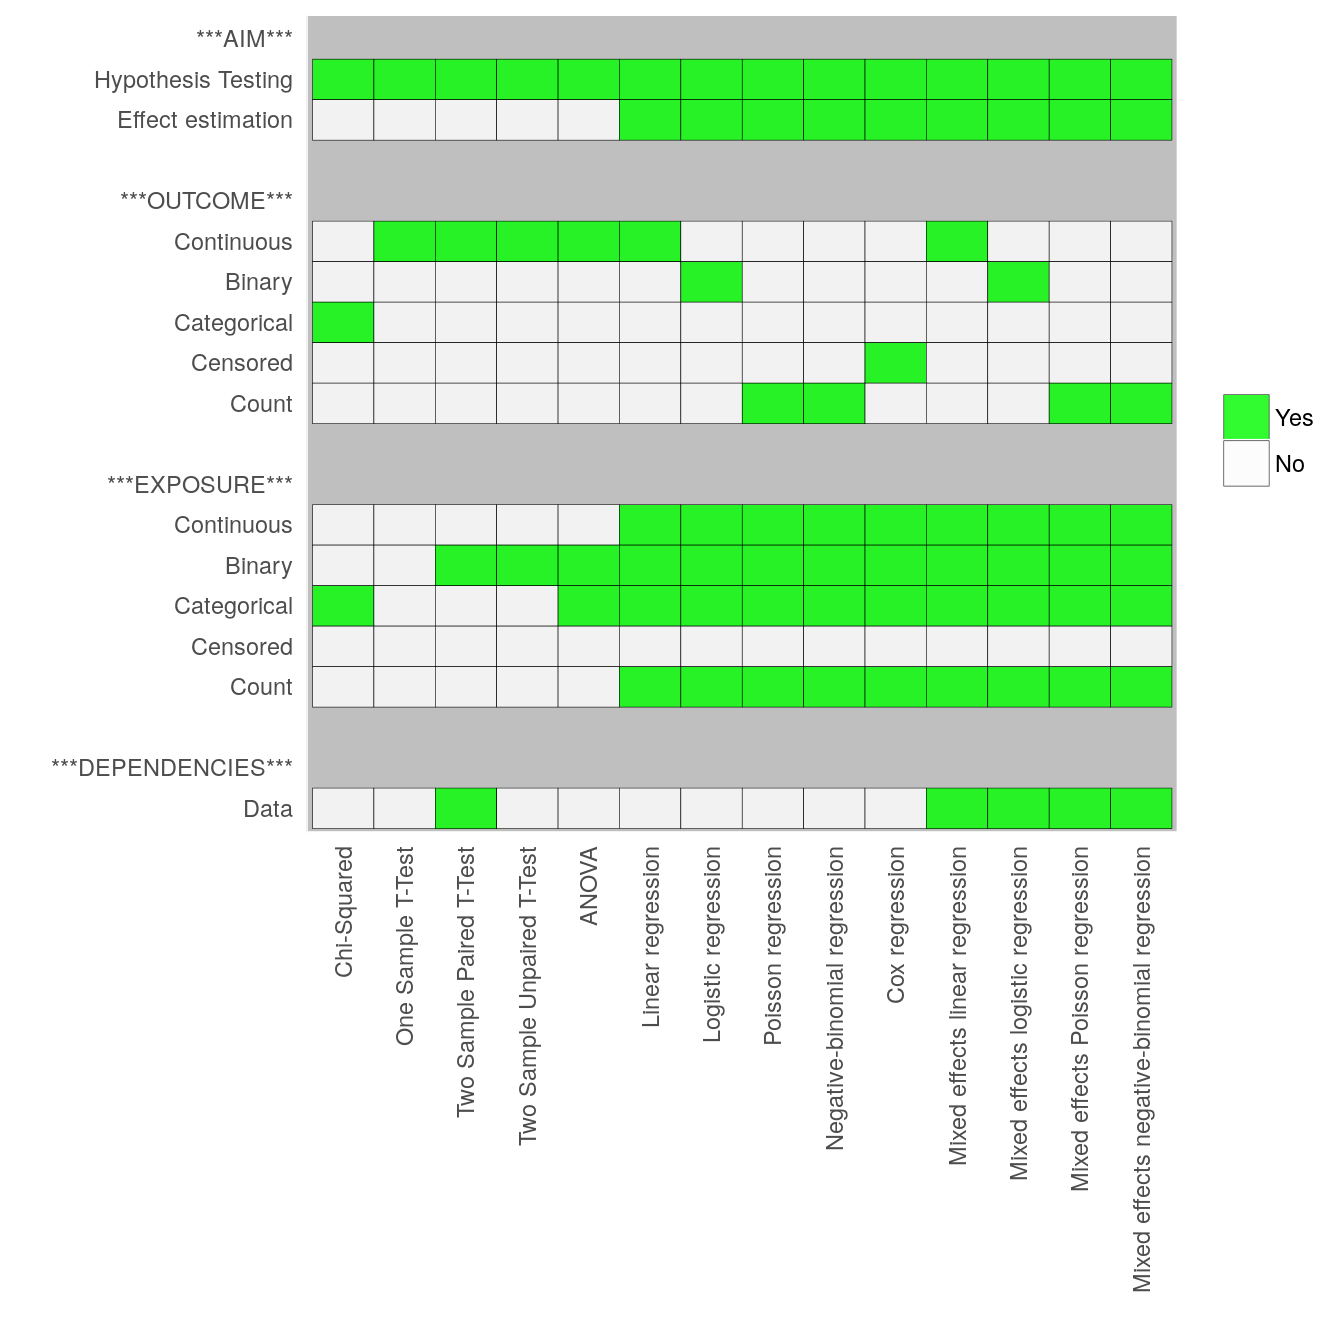 ***AIM***
Hypothesis Testing
Effect estimation
***OUTCOME***
Continuous
Binary
Categorical
Censored
Count
***EXPOSURE***
Continuous
Binary
Categorical
Censored
Count
***DEPENDENCIES***
Data
Chi-Squared
One Sample T-Test
Two Sample Paired T-Test
Two Sample Unpaired T-Test
ANOVA
Linear regression
Logistic regression
Poisson regression
Negative-binomial regression
Cox regression
Mixed effects linear regression
Mixed effects logistic regression
Mixed effects Poisson regression
Mixed effects negative-binomial regression
Yes
No